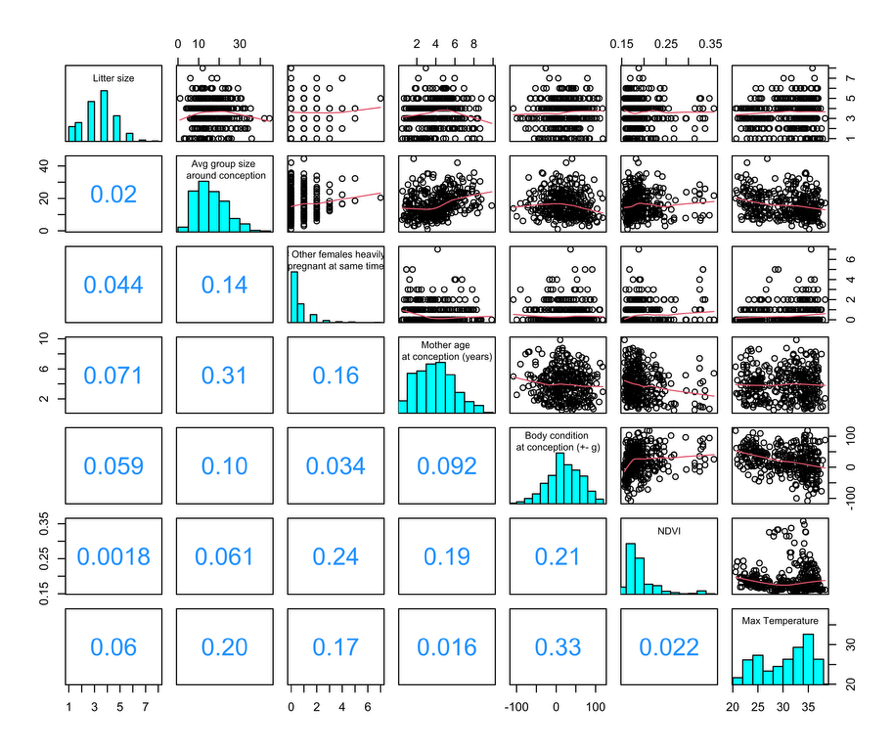 0 10 30
2 4 6 8
0.15 0.25 0.35
Litter size
1 3 5 7
0 20 40
0.02
Avg group size
around conception
0.044
0.14
Other females heavily
pregnant at same time
0 2 4 6
2 6 10
0.071
0.31
0.16
Mother age
at conception (years)
0.059
0.10
0.034
0.092
Body condition
at conception (+- g)
-100 0 100
0.15 0.25 0.35
0.0018
0.061
0.24
0.19
0.21
NDVI
0.06
0.20
0.17
0.016
0.33
0.022
Max Temperature
20 30
1 3 5 7
0 2 4 6
-100 0 100
20 25 30 35